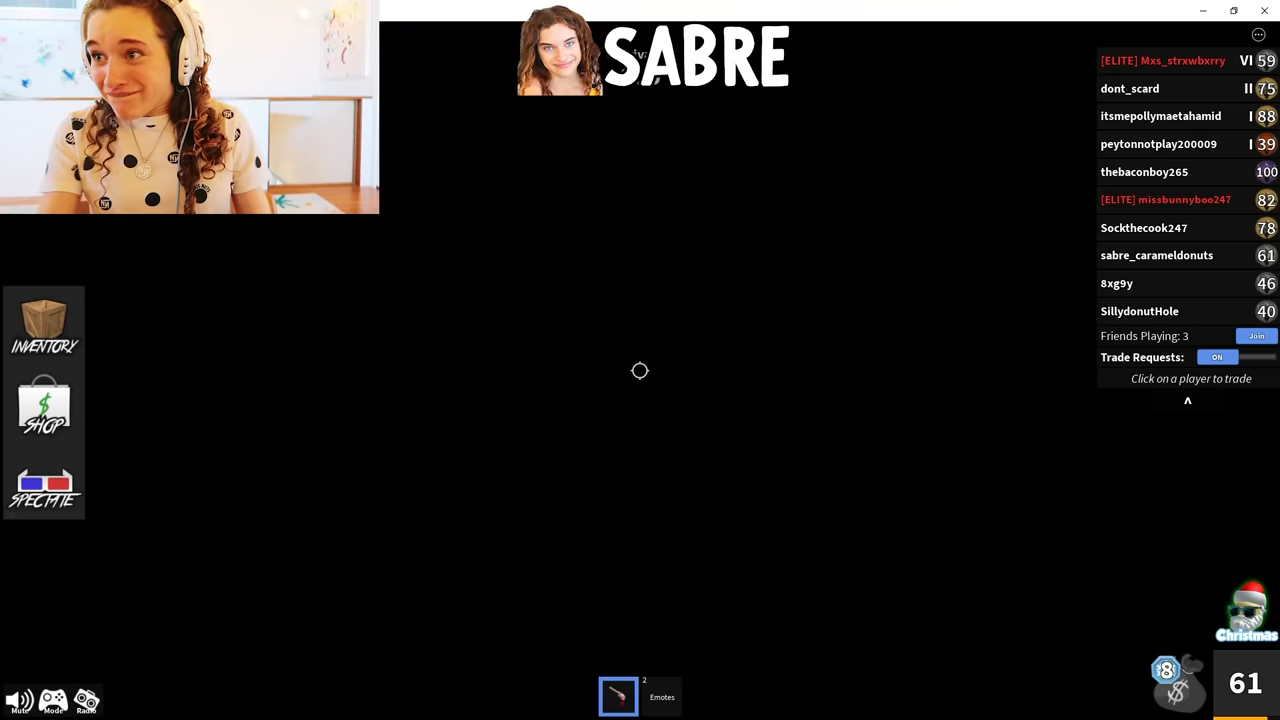 SABRE
[ELITE] Mxs_strxwbxrry VI 59
dont_scard II 75
itsmepollymaetahamid I 88
peytonnotplay200009 I 39
thebaconboy265 100
[ELITE] missbunnyboo247 82
Sockthecook247 78
sabre_carameldonuts 61
8xg9y 46
SillydonutHole 40
Friends Playing: 3 Join
Trade Requests: ON
Click on a player to trade
INVENTORY
SHOP
SPECTATE
Christmas
8
61
Mute Mode Radio
2
Emotes